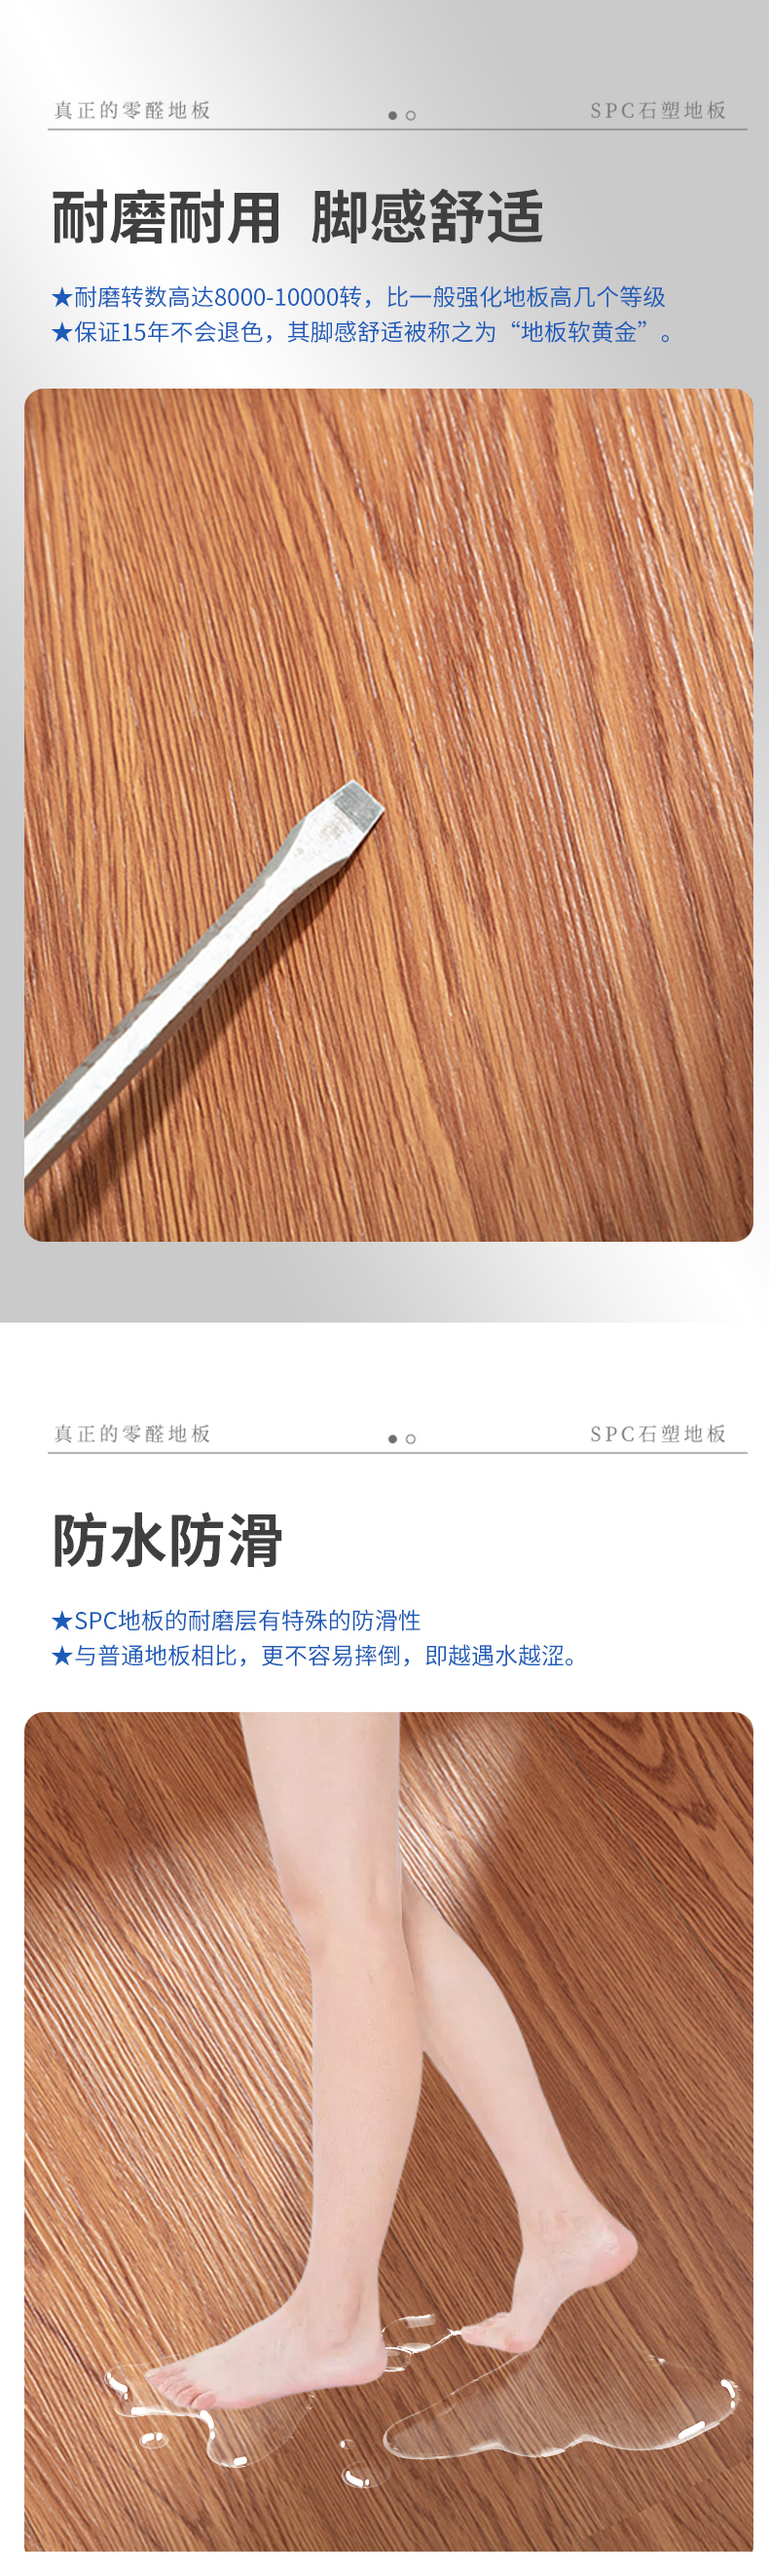 真正的零醛地板
SPC石塑地板
耐磨耐用 脚感舒适
★耐磨转数高达8000-10000转，比一般强化地板高几个等级
★保证15年不会退色，其脚感舒适被称之为“地板软黄金”。
真正的零醛地板
SPC石塑地板
防水防滑
★SPC地板的耐磨层有特殊的防滑性
★与普通地板相比，更不容易摔倒，即越遇水越涩。